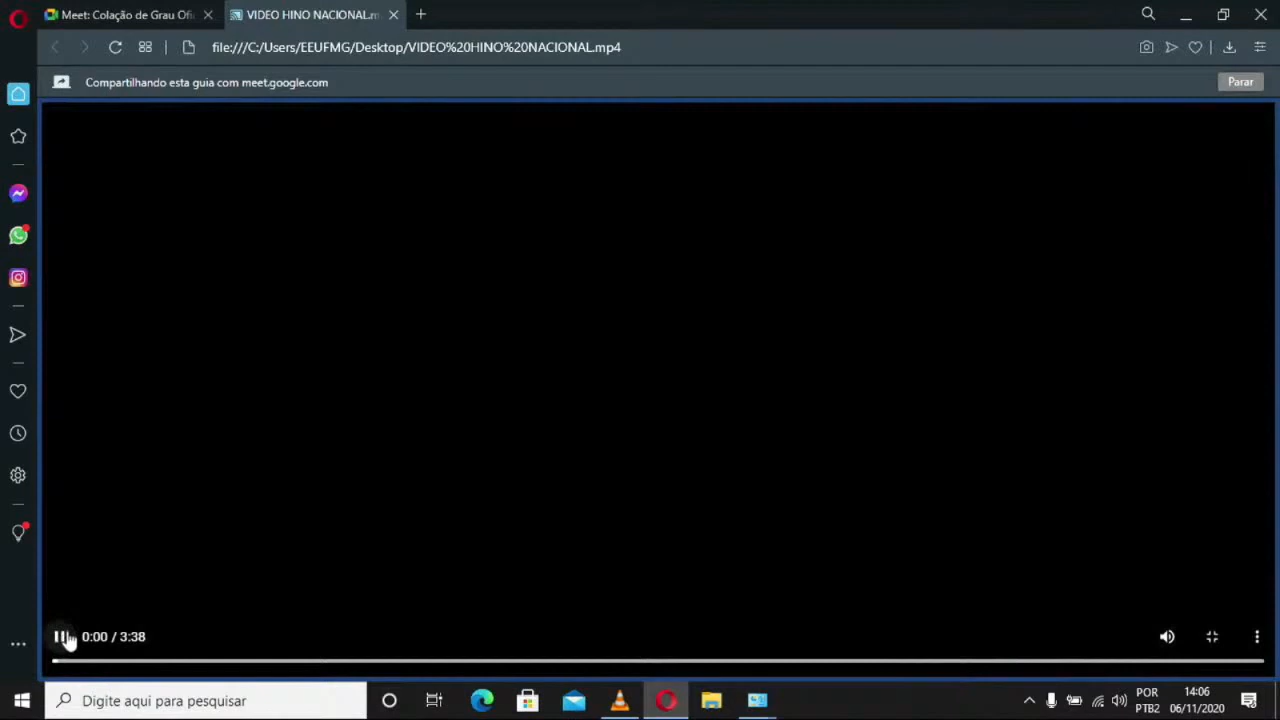 Meet: Colação de Grau Ofi
VIDEO HINO NACIONAL.m
file:///C:/Users/EEUFMG/Desktop/VIDEO%20HINO%20NACIONAL.mp4
Compartilhando esta guia com meet.google.com
Parar
0:00 / 3:38
Digite aqui para pesquisar
POR
PTB2
14:06
06/11/2020